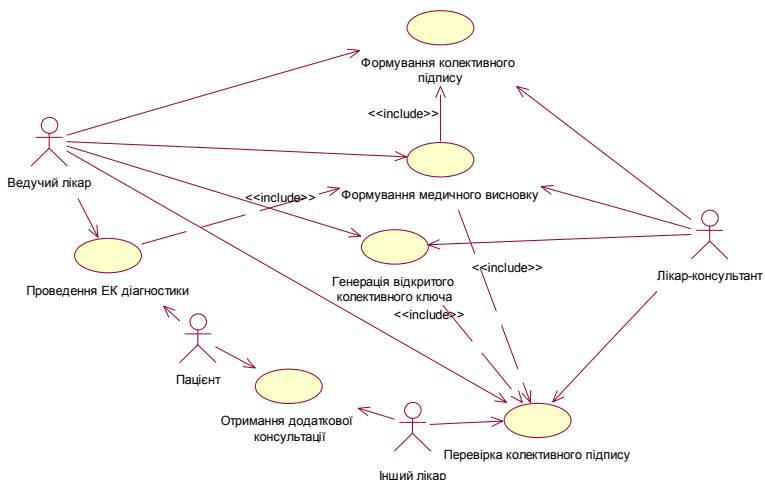 Формування колективного
підпису
<<include>>
Ведучий лікар
<<include>>
Формування медичного висновку
Генерація відкритого
колективного ключа
<<include>>
Лікар-консультант
Проведення ЕК діагностики
<<include>>
Пацієнт
Отримання додаткової
консультації
Перевірка колективного підпису
Інший лікар